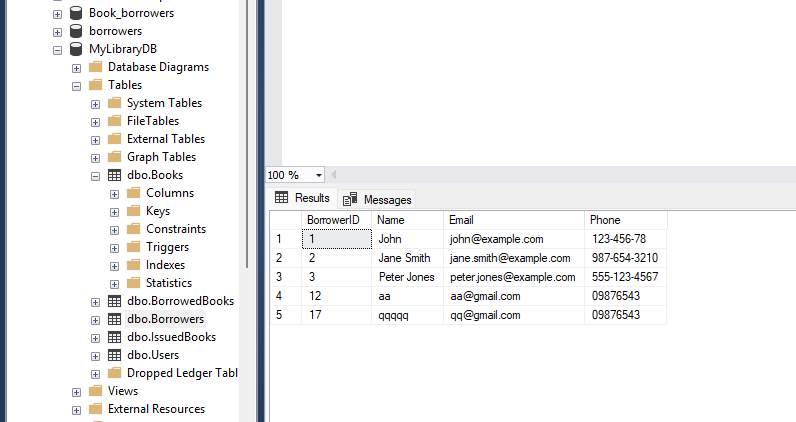 Book_borrowers
borrowers
MyLibraryDB
Database Diagrams
Tables
System Tables
FileTables
External Tables
Graph Tables
dbo.Books
Columns
Keys
Constraints
Triggers
Indexes
Statistics
dbo.BorrowedBooks
dbo.Borrowers
dbo.IssuedBooks
dbo.Users
Dropped Ledger Tabl
Views
External Resources
100 %
Results Messages
BorrowerID Name Email Phone
1 1 John john@example.com 123-456-78
2 2 Jane Smith jane.smith@example.com 987-654-3210
3 3 Peter Jones peter.jones@example.com 555-123-4567
4 12 aa aa@gmail.com 09876543
5 17 qqqqq qq@gmail.com 09876543